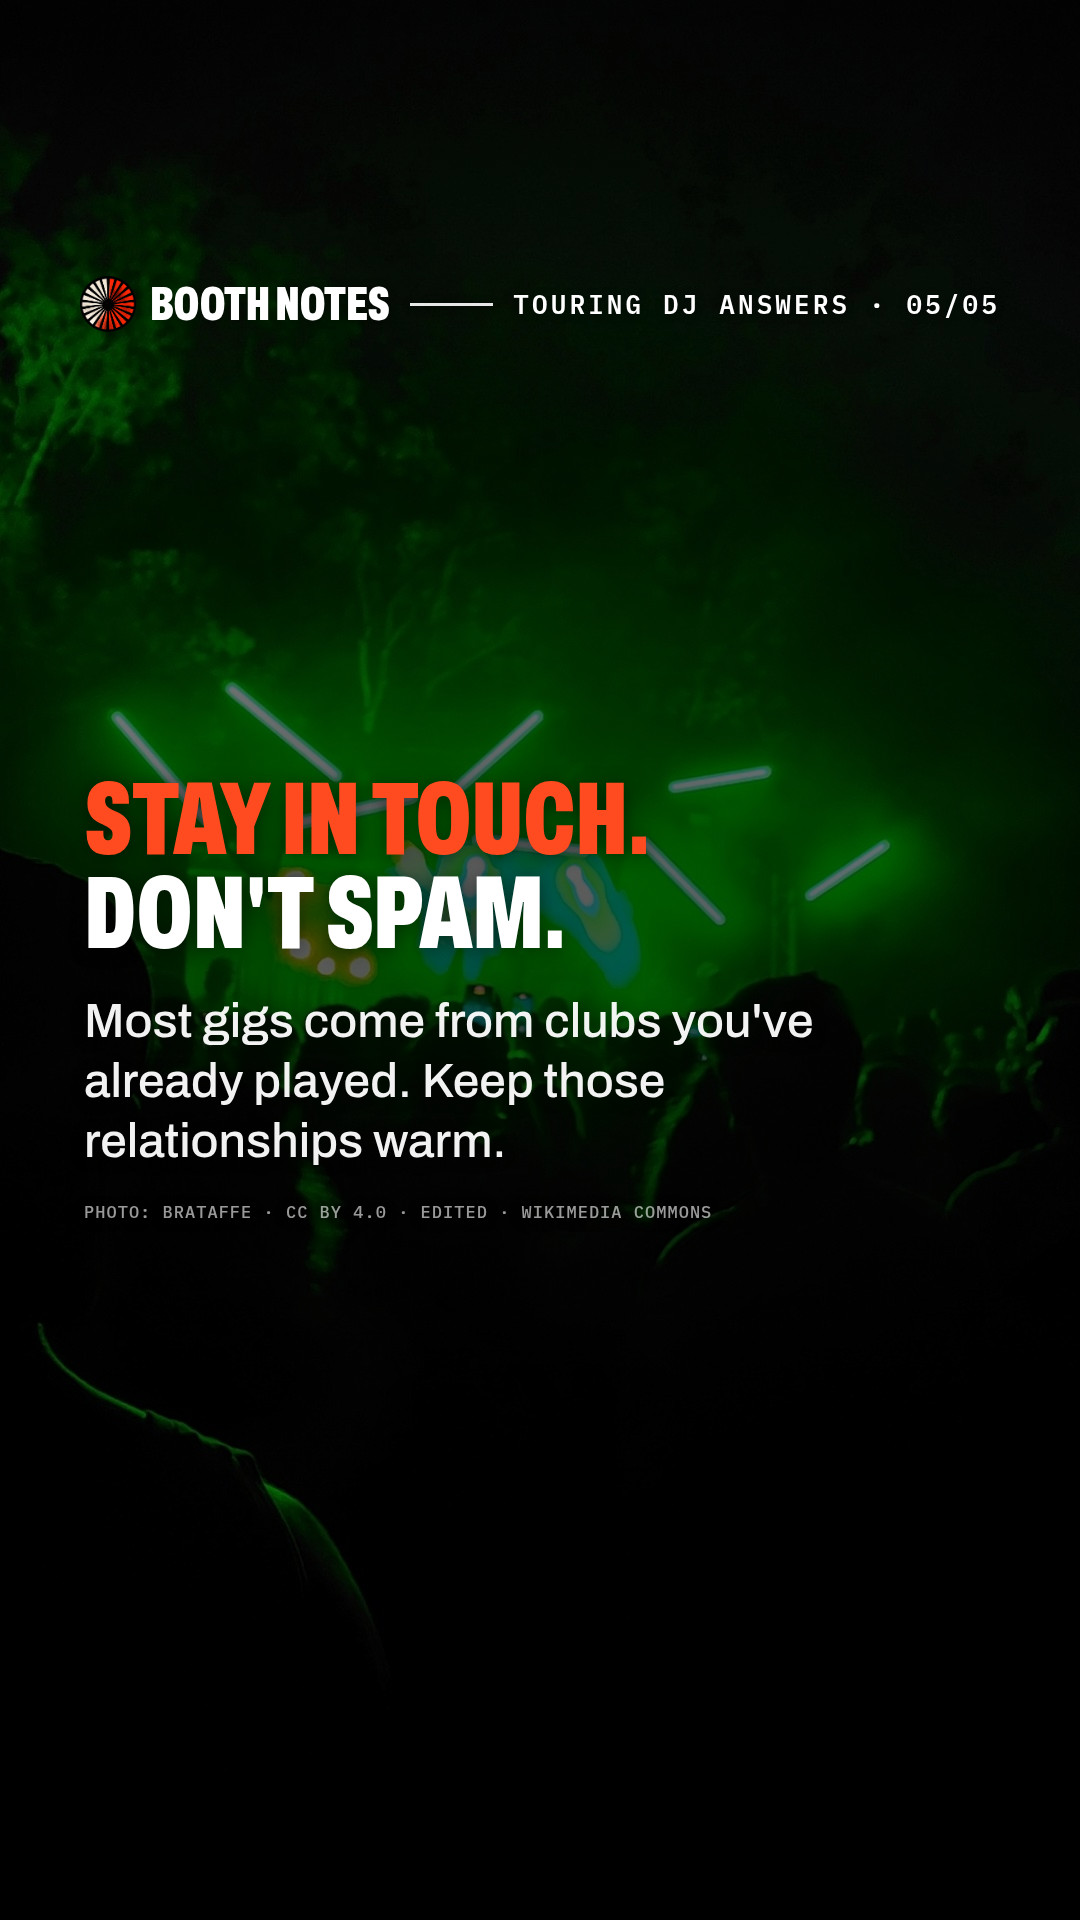 BOOTH NOTES TOURING DJ ANSWERS · 05/05
STAY IN TOUCH.
DON'T SPAM.
Most gigs come from clubs you've
already played. Keep those
relationships warm.
PHOTO: BRATAFFE · CC BY 4.0 · EDITED · WIKIMEDIA COMMONS